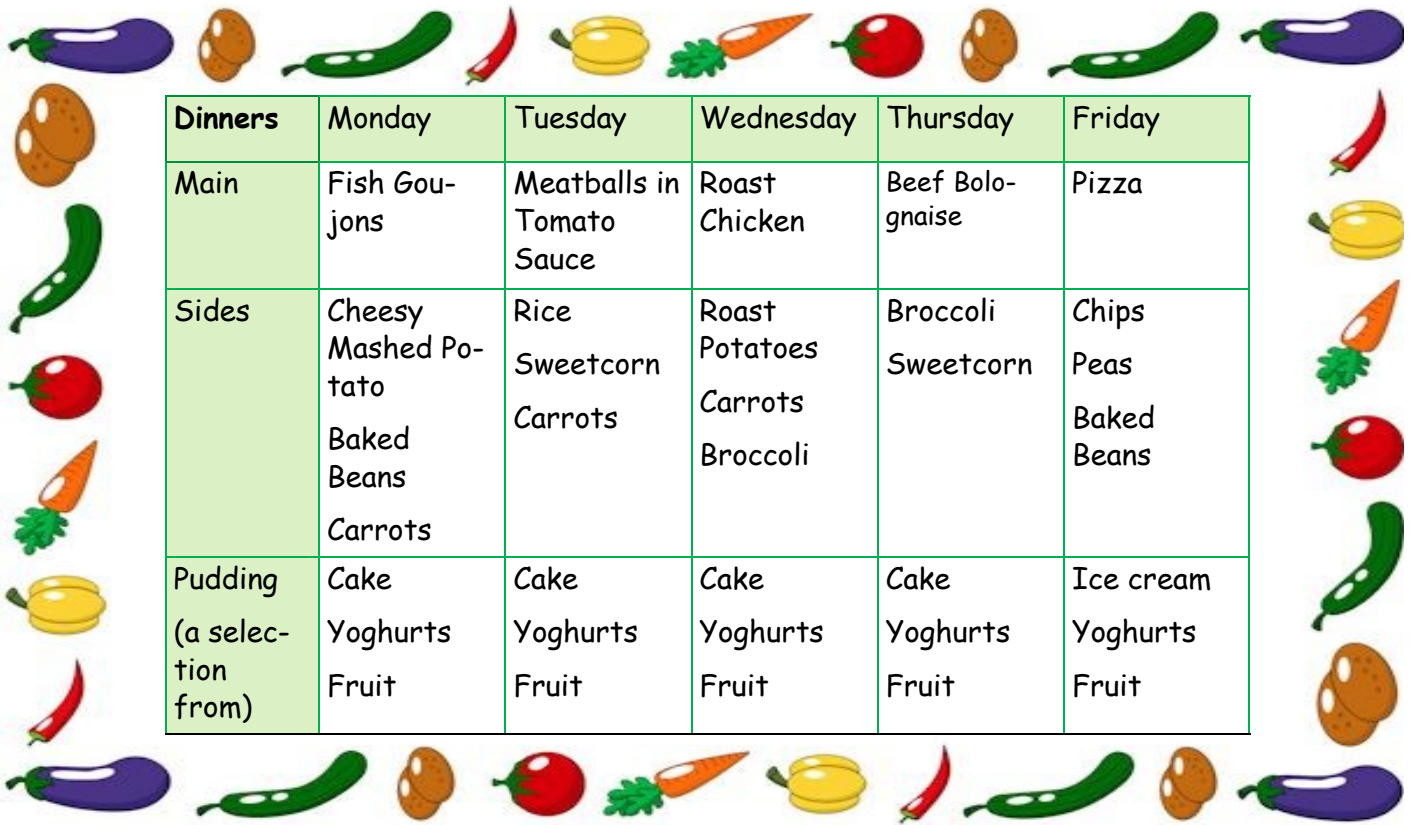 Dinners
Monday
Tuesday
Wednesday
Thursday
Friday
Main
Fish Gou-
jons
Meatballs in
Tomato
Sauce
Roast
Chicken
Beef Bolo-
gnaise
Pizza
Sides
Cheesy
Mashed Po-
tato
Baked
Beans
Carrots
Rice
Sweetcorn
Carrots
Roast
Potatoes
Carrots
Broccoli
Broccoli
Sweetcorn
Chips
Peas
Baked
Beans
Pudding
(a selec-
tion
from)
Cake
Yoghurts
Fruit
Cake
Yoghurts
Fruit
Cake
Yoghurts
Fruit
Cake
Yoghurts
Fruit
Ice cream
Yoghurts
Fruit